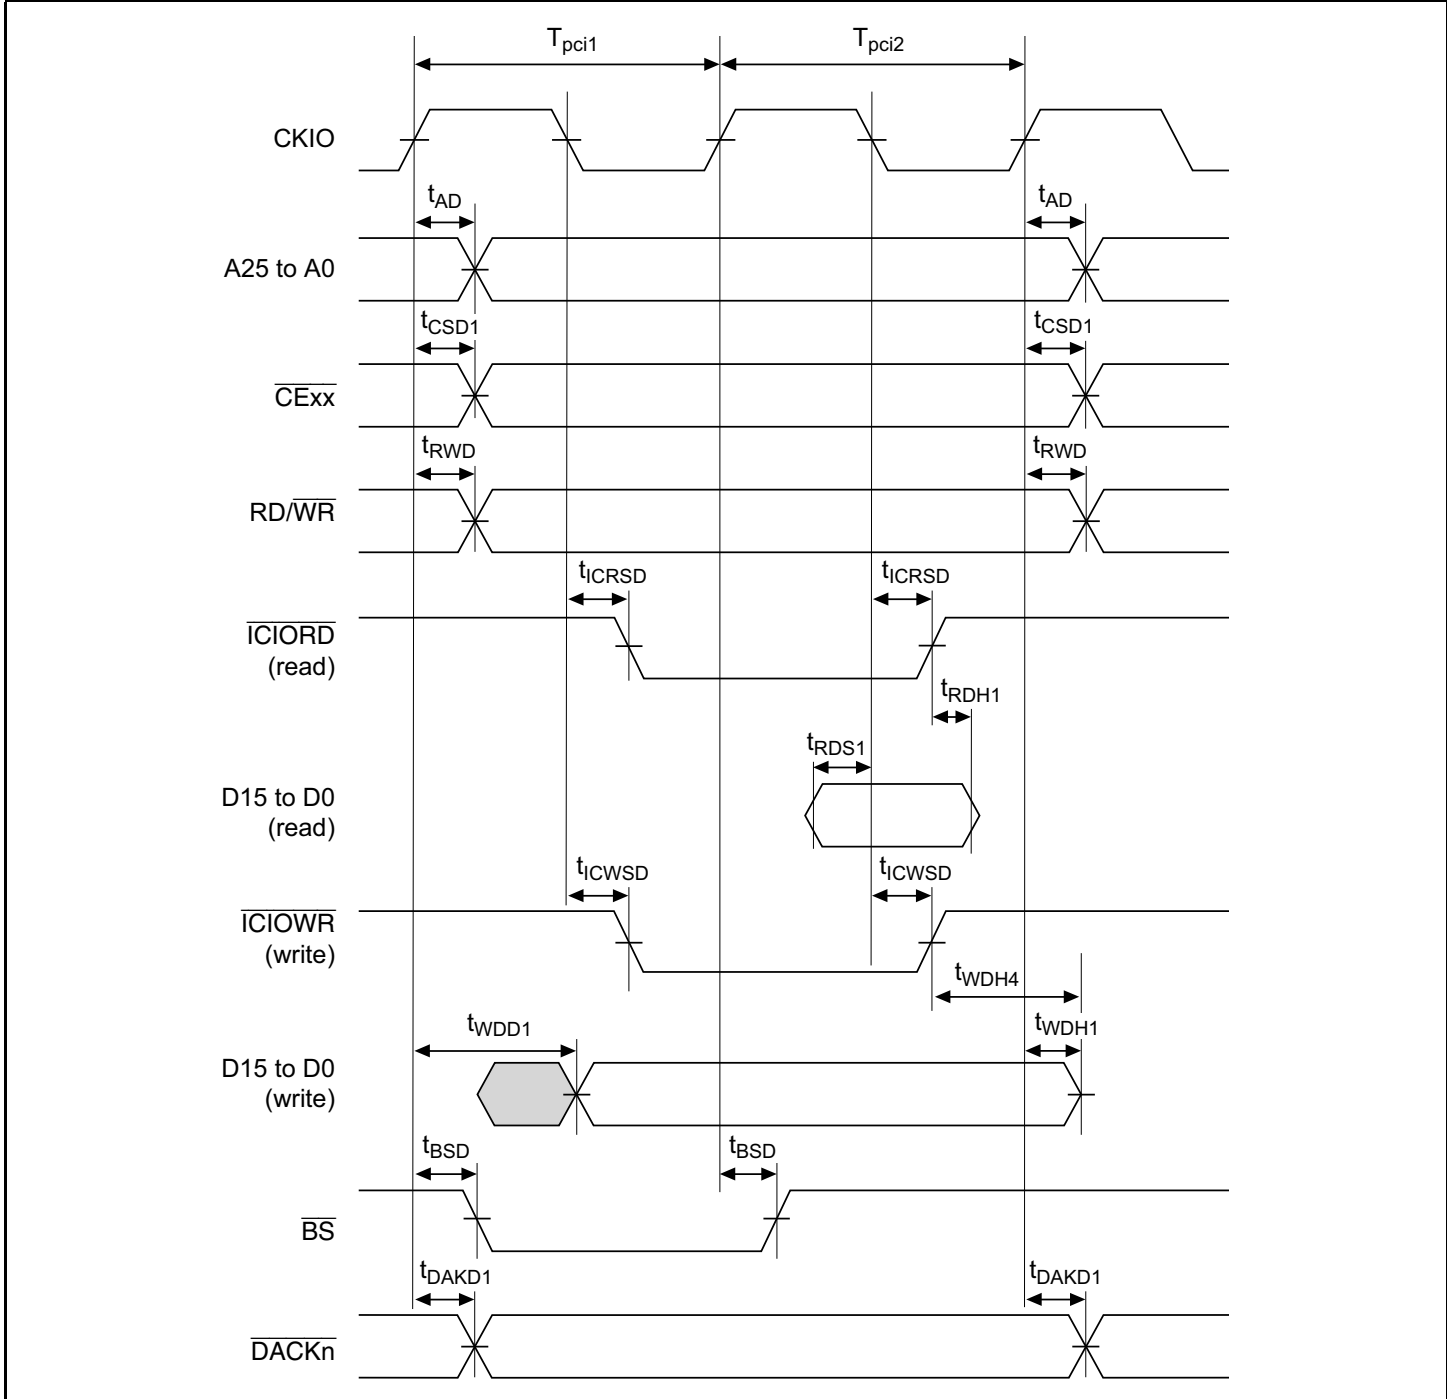 Tpci1 Tpci2
CKIO
tAD tAD
A25 to A0
tCSD1 tCSD1
CExx
tRWD tRWD
RD/WR
tICRSD tICRSD
ICIORD
(read)
tRDH1
tRDS1
D15 to D0
(read)
tICWSD tICWSD
ICIOWR
(write)
tWDH4
tWDD1 tWDH1
D15 to D0
(write)
tBSD tBSD
BS
tDAKD1 tDAKD1
DACKn